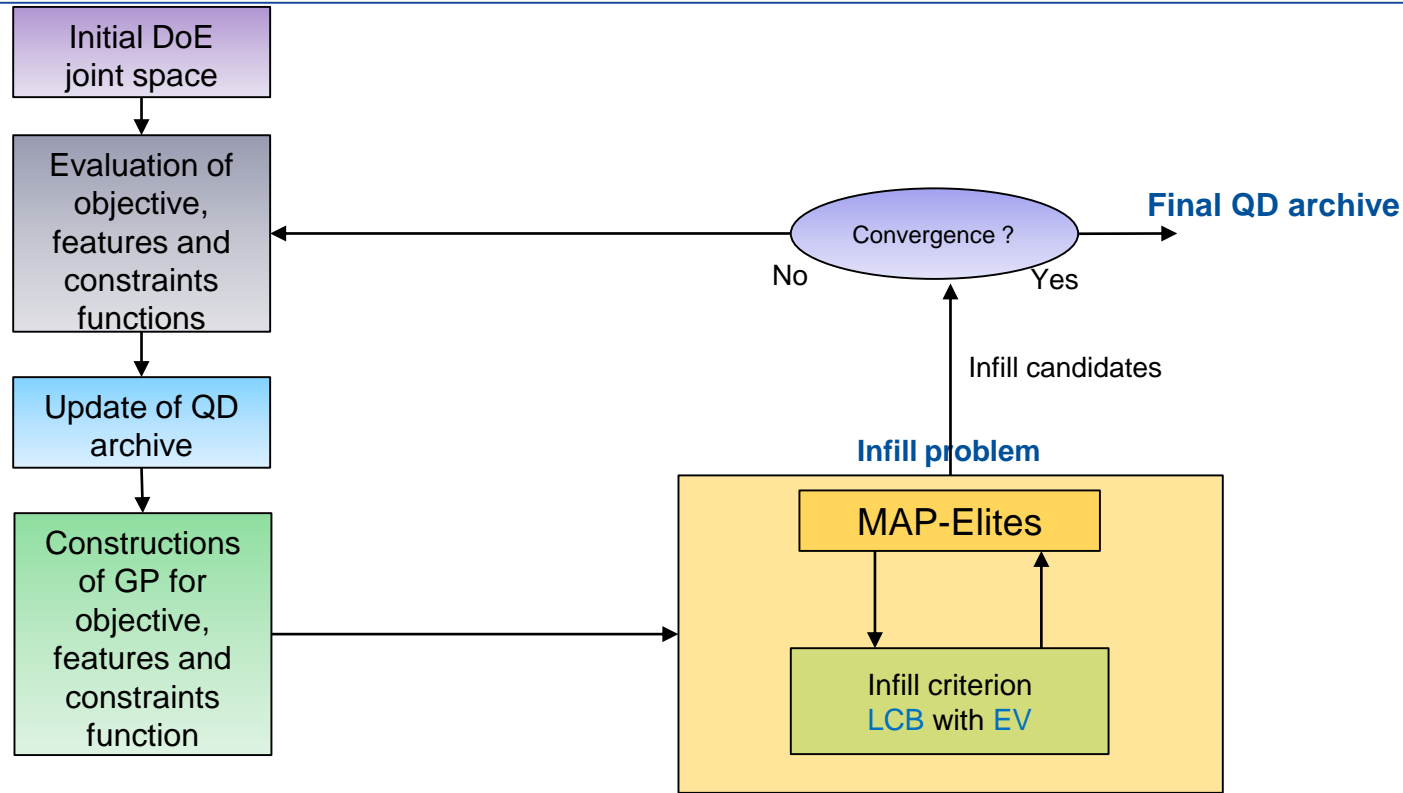 Initial DoE
joint space
Evaluation of
objective,
features and
constraints
functions
Update of QD
archive
Constructions
of GP for
objective,
features and
constraints
function
Infill problem
MAP-Elites
Infill criterion
LCB with EV
Infill candidates
Convergence ?
No
Yes
Final QD archive